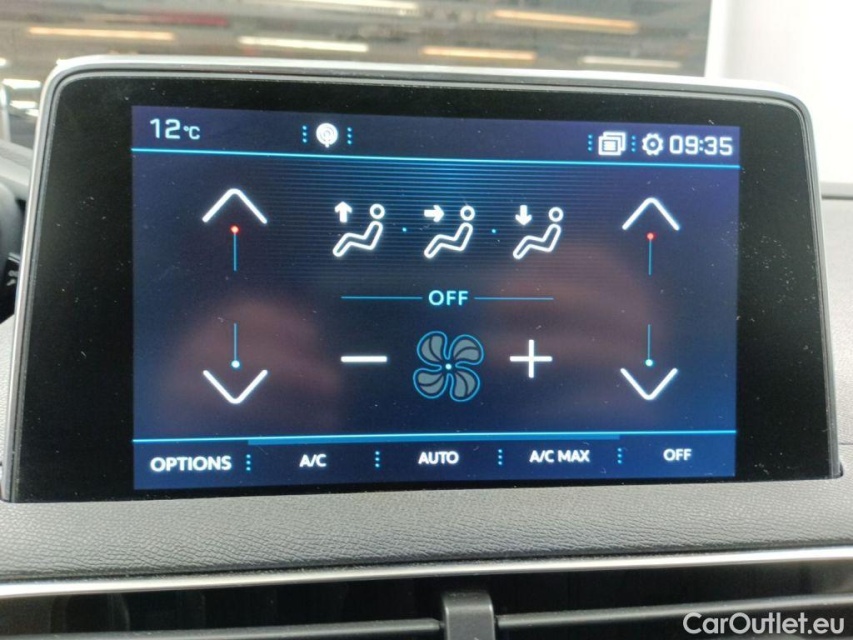 12°C 09:35
OFF
OPTIONS A/C AUTO A/C MAX OFF
CarOutlet.eu